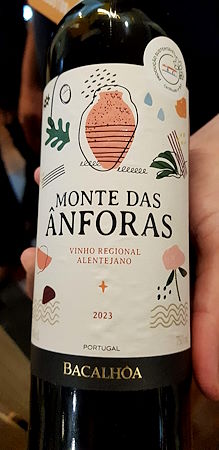 MONTE DAS
ÂNFORAS
VINHO REGIONAL
ALENTEJANO
2023
PORTUGAL
BACALHÔA